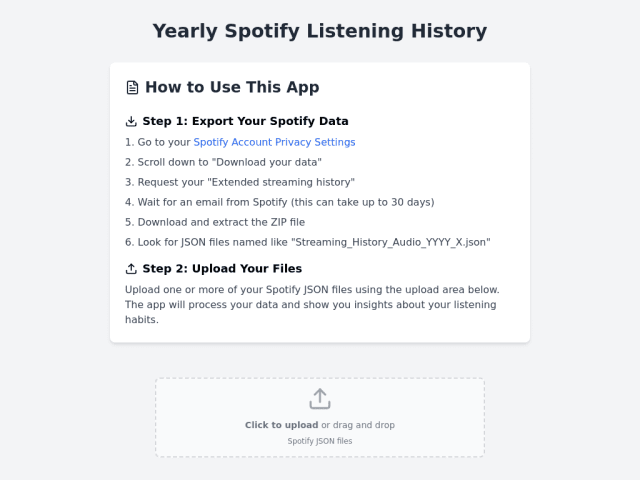 Yearly Spotify Listening History
How to Use This App
Step 1: Export Your Spotify Data
1. Go to your Spotify Account Privacy Settings
2. Scroll down to "Download your data"
3. Request your "Extended streaming history"
4. Wait for an email from Spotify (this can take up to 30 days)
5. Download and extract the ZIP file
6. Look for JSON files named like "Streaming_History_Audio_YYYY_X.json"
Step 2: Upload Your Files
Upload one or more of your Spotify JSON files using the upload area below.
The app will process your data and show you insights about your listening
habits.
Click to upload or drag and drop
Spotify JSON files